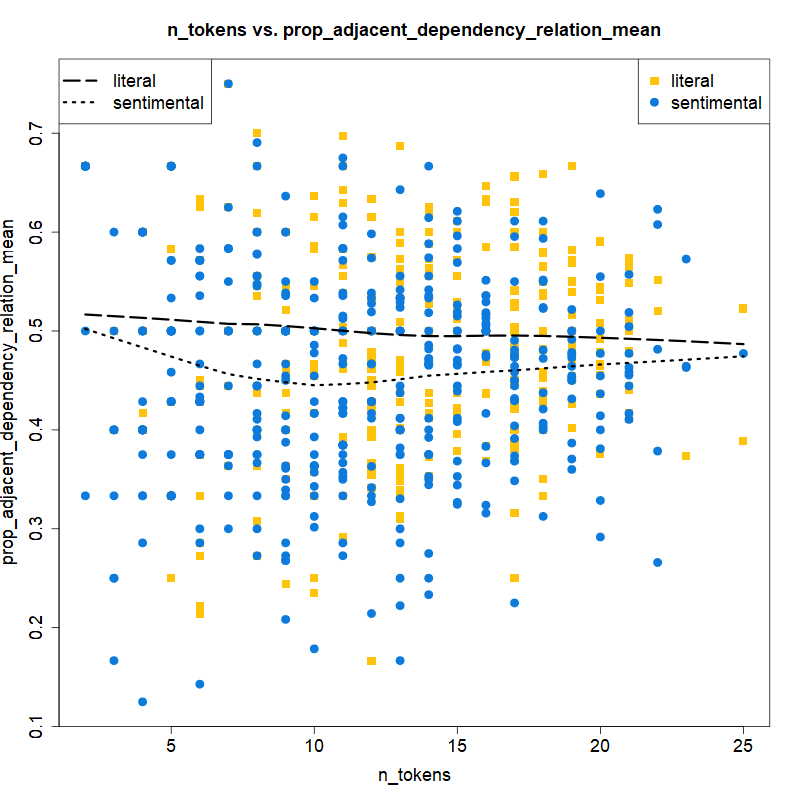 n_tokens vs. prop_adjacent_dependency_relation_mean
literal
sentimental
literal
sentimental
prop_adjacent_dependency_relation_mean
0.7
0.6
0.5
0.4
0.3
0.2
0.1
5 10 15 20 25
n_tokens